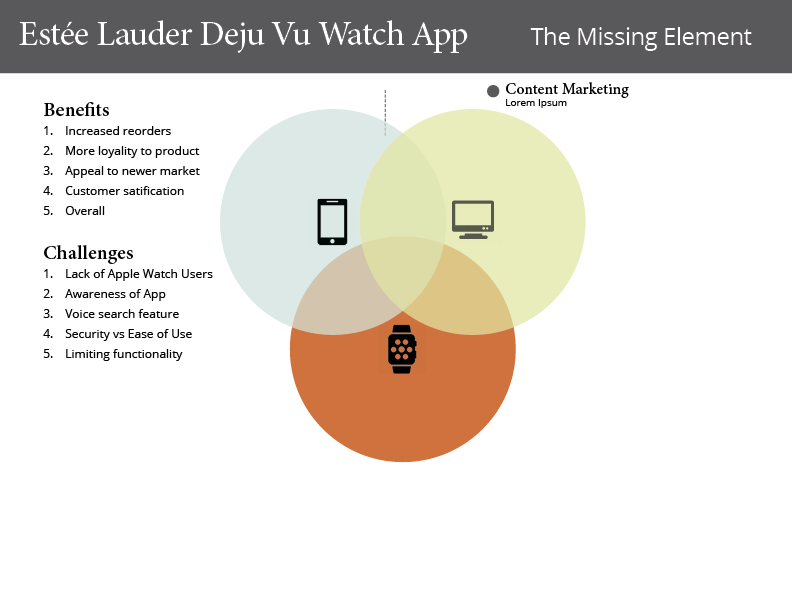 Estée Lauder Deju Vu Watch App
The Missing Element
Content Marketing
Lorem Ipsum
Benefits
1. Increased reorders
2. More loyality to product
3. Appeal to newer market
4. Customer satification
5. Overall
Challenges
1. Lack of Apple Watch Users
2. Awareness of App
3. Voice search feature
4. Security vs Ease of Use
5. Limiting functionality